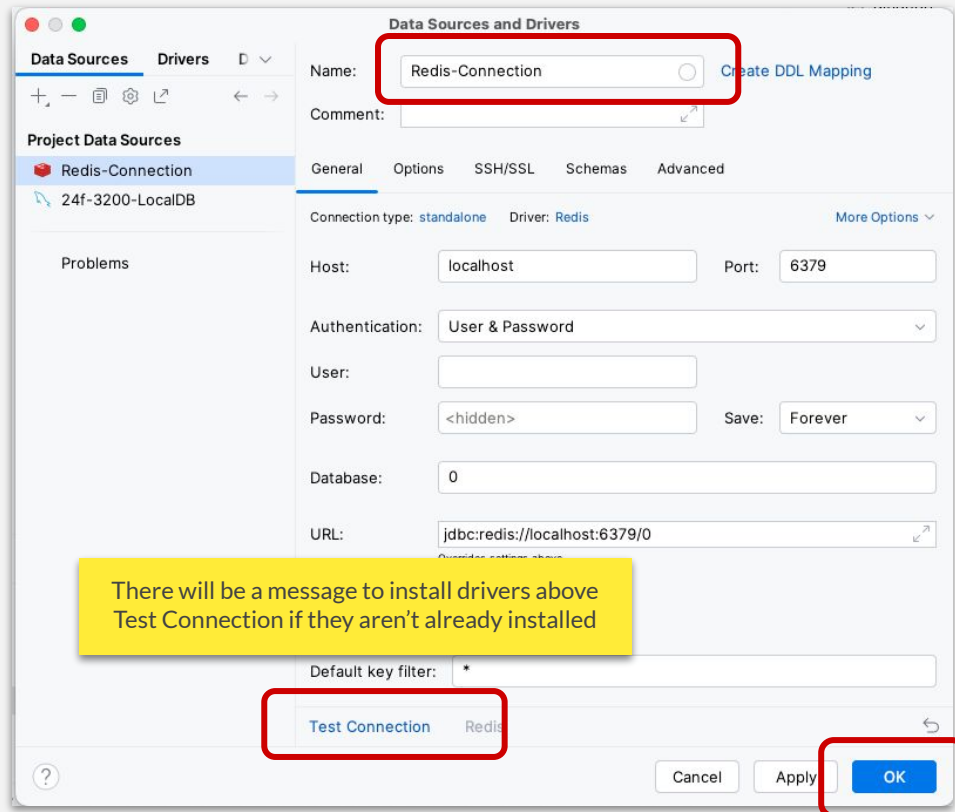 Data Sources and Drivers
Data Sources Drivers D
Name: Redis-Connection Create DDL Mapping
Comment:
Project Data Sources
Redis-Connection
24f-3200-LocalDB
Problems
General Options SSH/SSL Schemas Advanced
Connection type: standalone Driver: Redis More Options
Host: localhost Port: 6379
Authentication: User & Password
User:
Password: <hidden> Save: Forever
Database: 0
URL: jdbc:redis://localhost:6379/0
Overrides settings above
There will be a message to install drivers above
Test Connection if they aren’t already installed
Default key filter: *
Test Connection Redis
? Cancel Apply OK